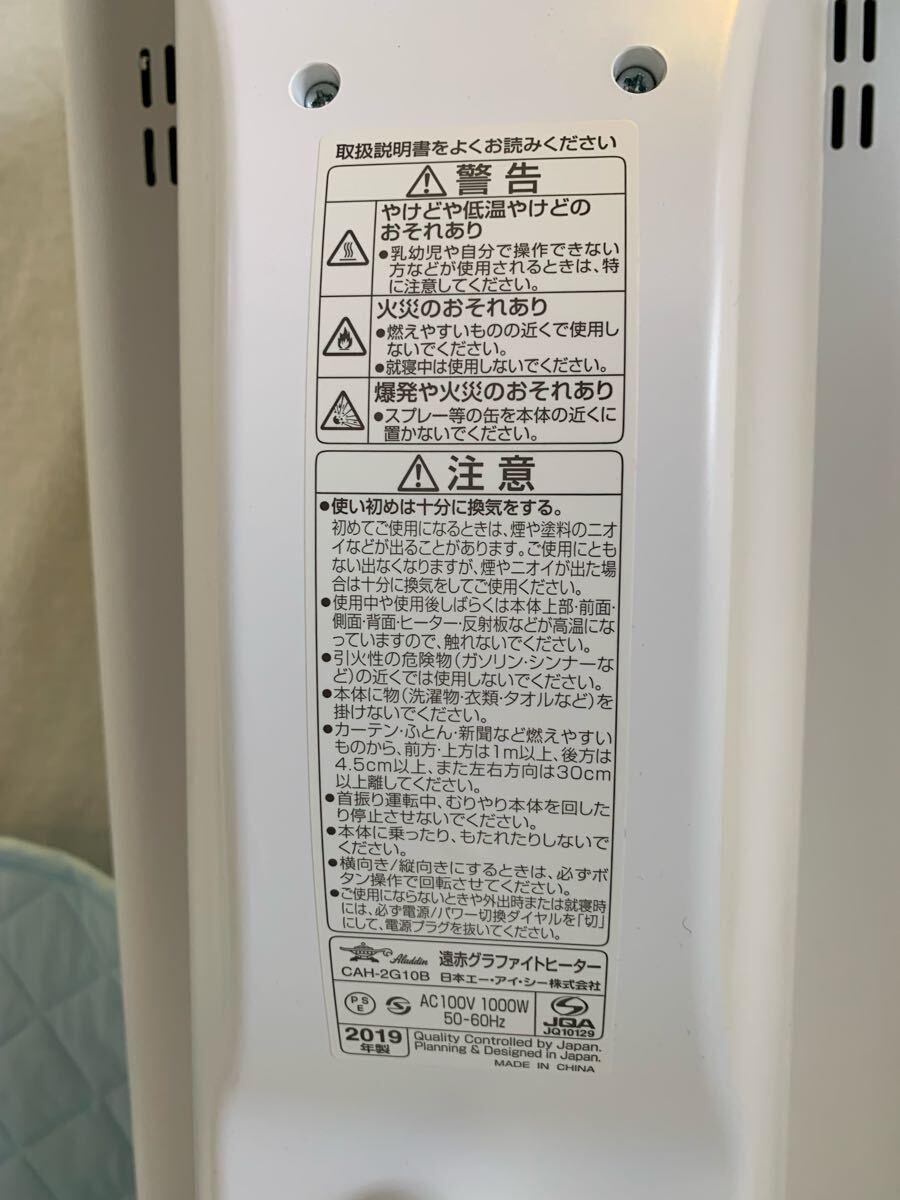 取扱説明書をよくお読みください
警告
やけどや低温やけどの
おそれあり
●乳幼児や自分で操作できない
方などが使用されるときは、特
に注意してください。
火災のおそれあり
●燃えやすいものの近くで使用し
ないでください。
●就寝中は使用しないでください。
爆発や火災のおそれあり
●スプレー等の缶を本体の近くに
置かないでください。
注意
●使い初めは十分に換気をする。
初めてご使用になるときは、煙や塗料のニオ
イなどが出ることがあります。ご使用にとも
ない出なくなりますが、煙やニオイが出た場
合は十分に換気をしてご使用ください。
●使用中や使用後しばらくは本体上部・前面・
側面・背面・ヒーター・反射板などが高温にな
っていますので、触れないでください。
●引火性の危険物(ガソリン・シンナーな
ど)の近くでは使用しないでください。
●本体に物(洗濯物・衣類・タオルなど)を
掛けないでください。
●カーテン・ふとん・新聞など燃えやすい
ものから、前方・上方は1m以上、後方は
4.5cm以上、また左右方向は30cm
以上離してください。
●首振り運転中、むりやり本体を回した
り停止させないでください。
●本体に乗ったり、もたれたりしないで
ください。
●横向き/縦向きにするときは、必ずボ
タン操作で回転させてください。
●ご使用にならないときや外出時または就寝時
には、必ず電源/パワー切換ダイヤルを「切」
にして、電源プラグを抜いてください。
Aladdin 遠赤グラファイトヒーター
CAH-2G10B 日本エー・アイ・シー株式会社
PSE S AC100V 1000W
50-60Hz
JQA
JQ10129
2019
年製
Quality Controlled by Japan.
Planning & Designed in Japan.
MADE IN CHINA